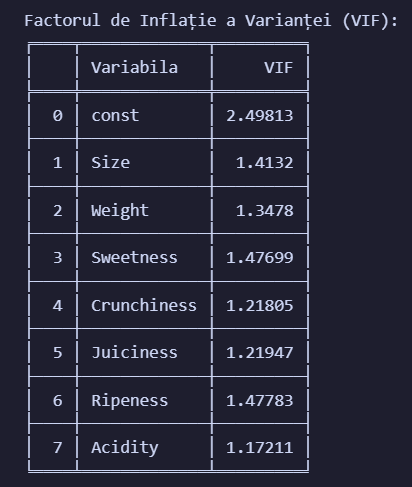 Factorul de Inflație a Varianței (VIF):
Variabila VIF
0 const 2.49813
1 Size 1.4132
2 Weight 1.3478
3 Sweetness 1.47699
4 Crunchiness 1.21805
5 Juiciness 1.21947
6 Ripeness 1.47783
7 Acidity 1.17211